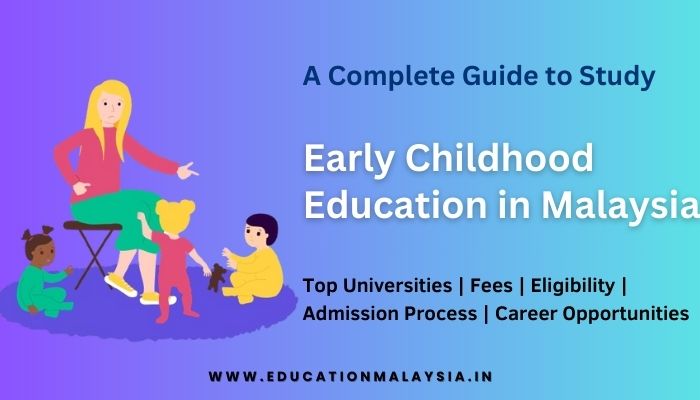 A Complete Guide to Study
Early Childhood
Education in Malaysia
Top Universities | Fees | Eligibility |
Admission Process | Career Opportunities
WWW.EDUCATIONMALAYSIA.IN